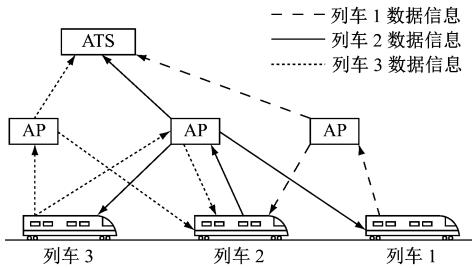 列车 1 数据信息
ATS
列车 2 数据信息
列车 3 数据信息
AP
AP
AP
列车 3
列车 2
列车 1